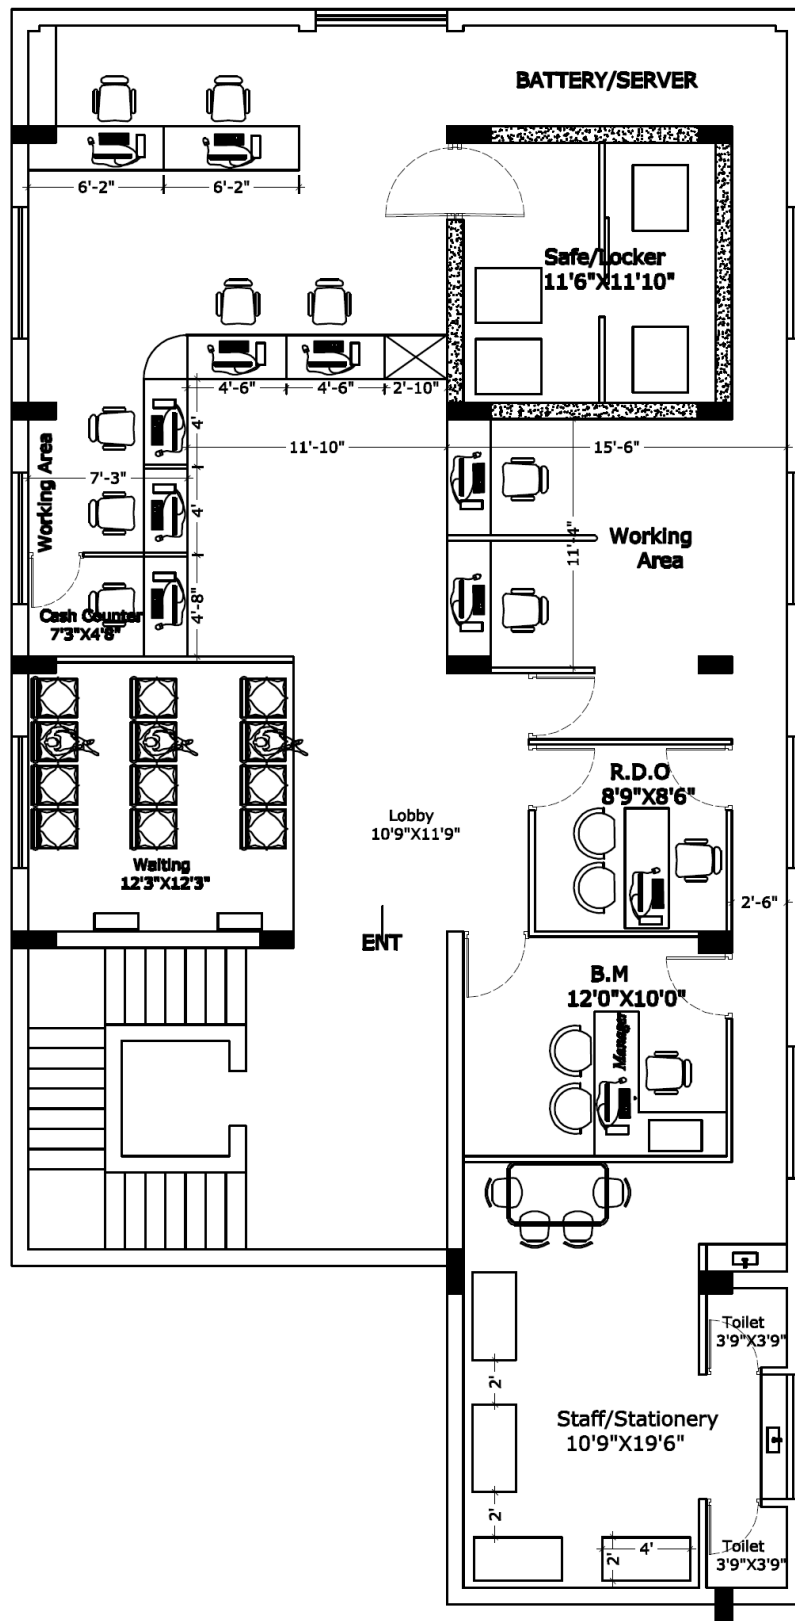 BATTERY/SERVER
6'-2"
6'-2"
Safe/Locker
11'6"X11'10"
4'-6"
4'-6"
2'-10"
4'
11'-10"
15'-6"
Working Area
7'-3"
4'
11'-4"
Working
Area
4'-8"
Cash Counter
7'3"X4'8"
R.D.O
8'9"X8'6"
Lobby
10'9"X11'9"
Waiting
12'3"X12'3"
2'-6"
ENT
B.M
12'0"X10'0"
Manager
Toilet
3'9"X3'9"
2'
Staff/Stationery
10'9"X19'6"
2'
Toilet
3'9"X3'9"
4'
2'